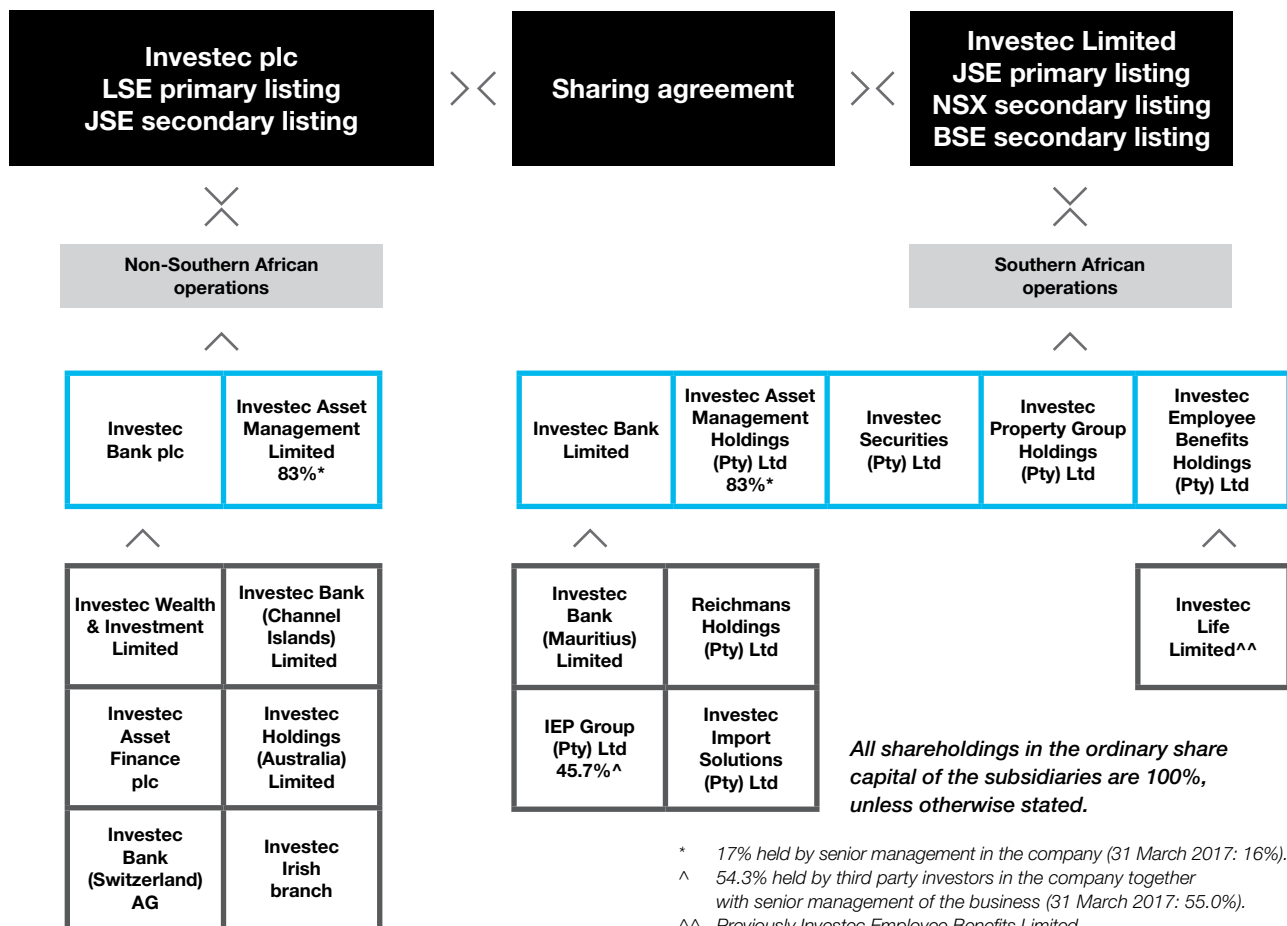 Investec plc
LSE primary listing
JSE secondary listing
Sharing agreement
Investec Limited
JSE primary listing
NSX secondary listing
BSE secondary listing
Non-Southern African
operations
Southern African
operations
Investec
Bank plc
Investec Asset
Management
Limited
83%*
Investec Bank
Limited
Investec Asset
Management
Holdings
(Pty) Ltd
83%*
Investec
Securities
(Pty) Ltd
Investec
Property Group
Holdings
(Pty) Ltd
Investec
Employee
Benefits
Holdings
(Pty) Ltd
Investec Wealth
& Investment
Limited
Investec Bank
(Channel
Islands)
Limited
Investec
Asset
Finance
plc
Investec
Holdings
(Australia)
Limited
Investec
Bank
(Switzerland)
AG
Investec
Irish
branch
Investec
Bank
(Mauritius)
Limited
Reichmans
Holdings
(Pty) Ltd
IEP Group
(Pty) Ltd
45.7%^
Investec
Import
Solutions
(Pty) Ltd
Investec
Life
Limited^^
All shareholdings in the ordinary share
capital of the subsidiaries are 100%,
unless otherwise stated.
* 17% held by senior management in the company (31 March 2017: 16%).
^ 54.3% held by third party investors in the company together
with senior management of the business (31 March 2017: 55.0%).
^^ Previously Investec Employee Benefits Limited